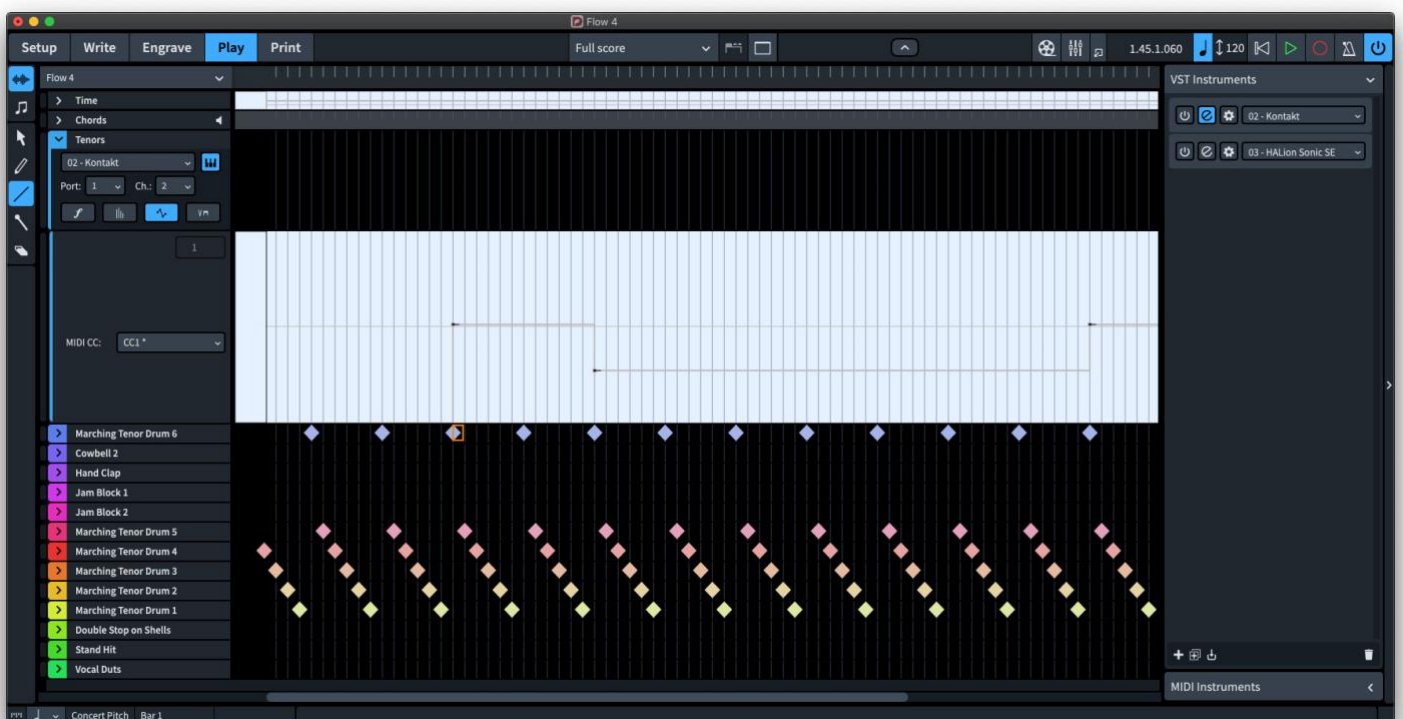 Flow 4
Setup Write Engrave Play Print Full score 1.45.1.060 120
Flow 4
Time
Chords
Tenors
02 - Kontakt
Port: 1 Ch.: 2
1
MIDI CC: CC1 *
Marching Tenor Drum 6
Cowbell 2
Hand Clap
Jam Block 1
Jam Block 2
Marching Tenor Drum 5
Marching Tenor Drum 4
Marching Tenor Drum 3
Marching Tenor Drum 2
Marching Tenor Drum 1
Double Stop on Shells
Stand Hit
Vocal Duts
VST Instruments
02 - Kontakt
03 - HALion Sonic SE
MIDI Instruments
Concert Pitch Bar 1